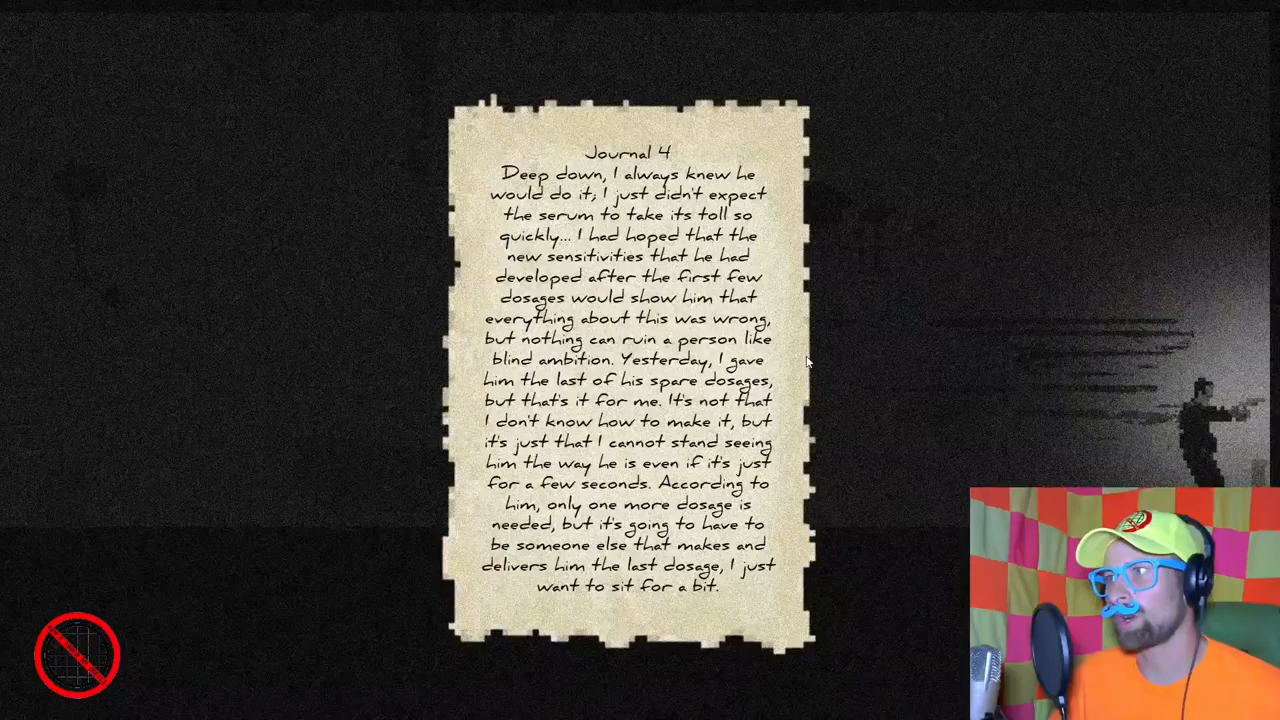 Journal 4
Deep down, I always knew he
would do it; I just didn't expect
the serum to take its toll so
quickly... I had hoped that the
new sensitivities that he had
developed after the first few
dosages would show him that
everything about this was wrong,
but nothing can ruin a person like
blind ambition. Yesterday, I gave
him the last of his spare dosages,
but that's it for me. It's not that
I don't know how to make it, but
it's just that I cannot stand seeing
him the way he is even if it's just
for a few seconds. According to
him, only one more dosage is
needed, but it's going to have to
be someone else that makes and
delivers him the last dosage, I just
want to sit for a bit.